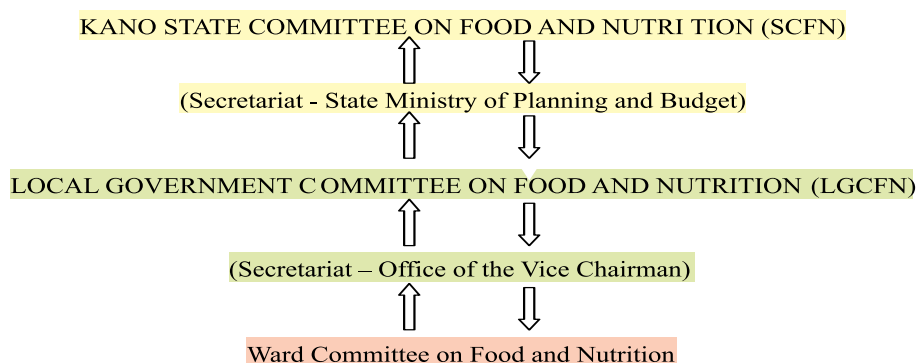 KANO STATE COMMITTEE ON FOOD AND NUTRI TION (SCFN)
(Secretariat - State Ministry of Planning and Budget)
LOCAL GOVERNMENT COMMITTEE ON FOOD AND NUTRITION (LGCFN)
(Secretariat – Office of the Vice Chairman)
Ward Committee on Food and Nutrition